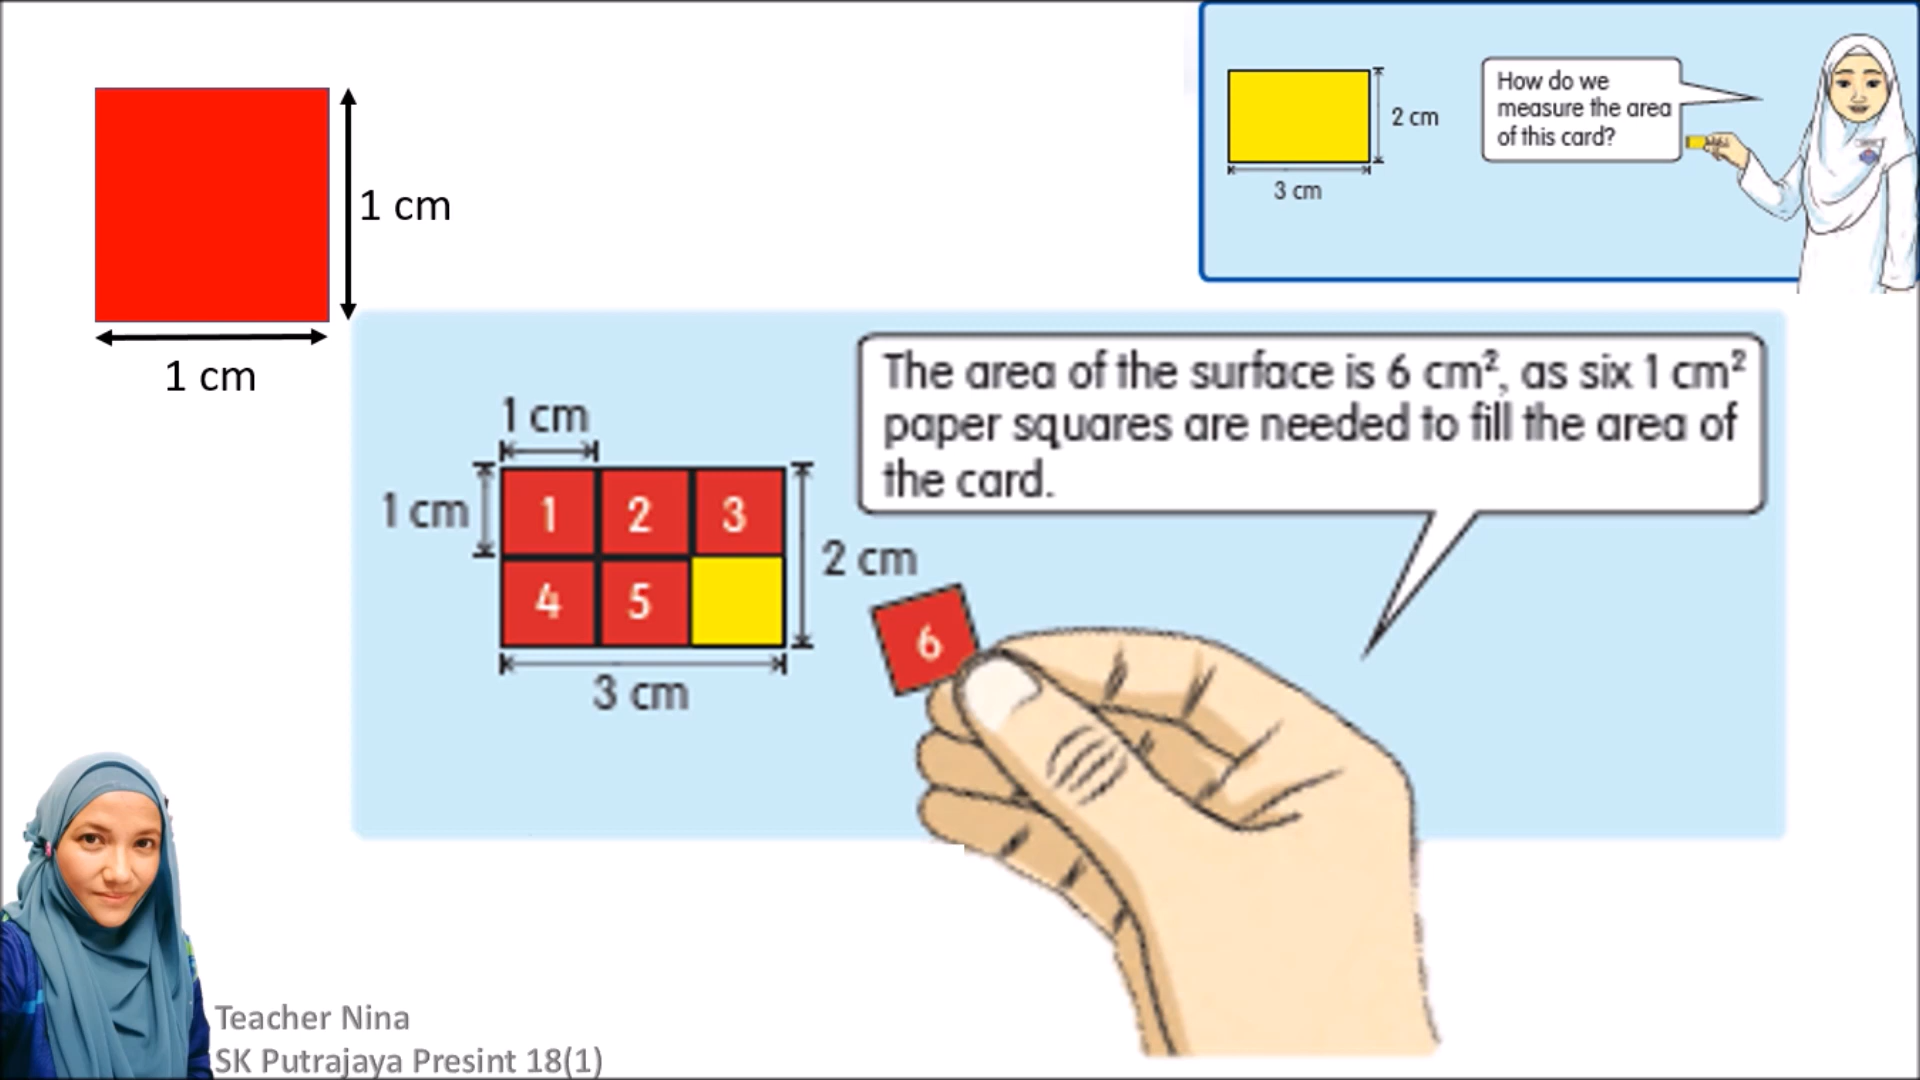 1 cm
1 cm
2 cm
3 cm
How do we
measure the area
of this card?
The area of the surface is 6 cm², as six 1 cm²
paper squares are needed to fill the area of
the card.
1 cm
1 cm
1 2 3
4 5
2 cm
3 cm
6
Teacher Nina
SK Putrajaya Presint 18(1)